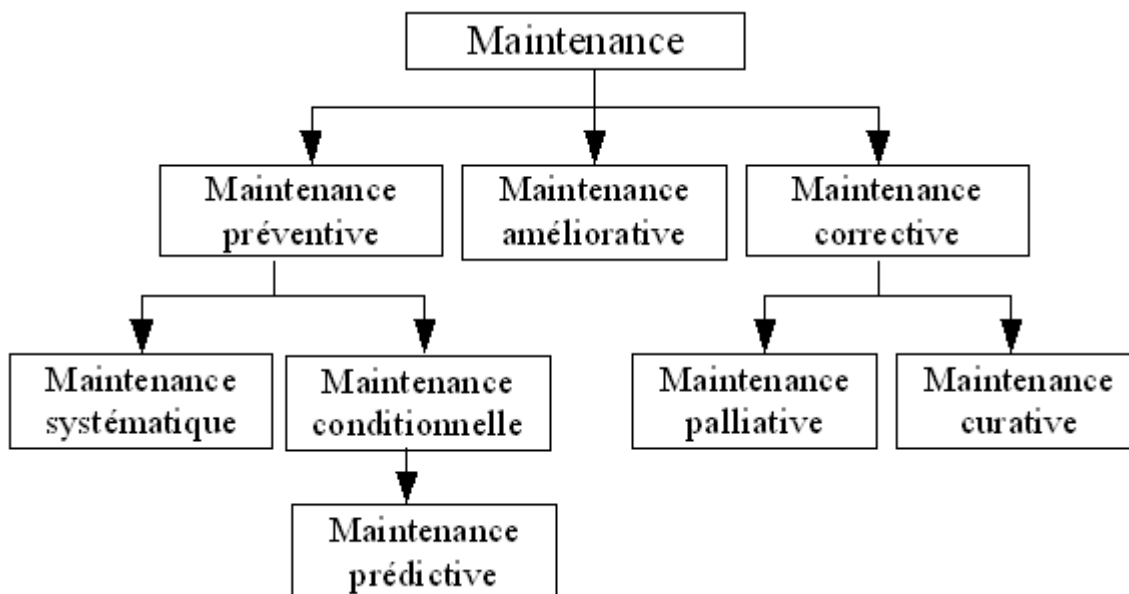 Maintenance
Maintenance
préventive
Maintenance
améliorative
Maintenance
corrective
Maintenance
systématique
Maintenance
conditionnelle
Maintenance
palliative
Maintenance
curative
Maintenance
prédictive